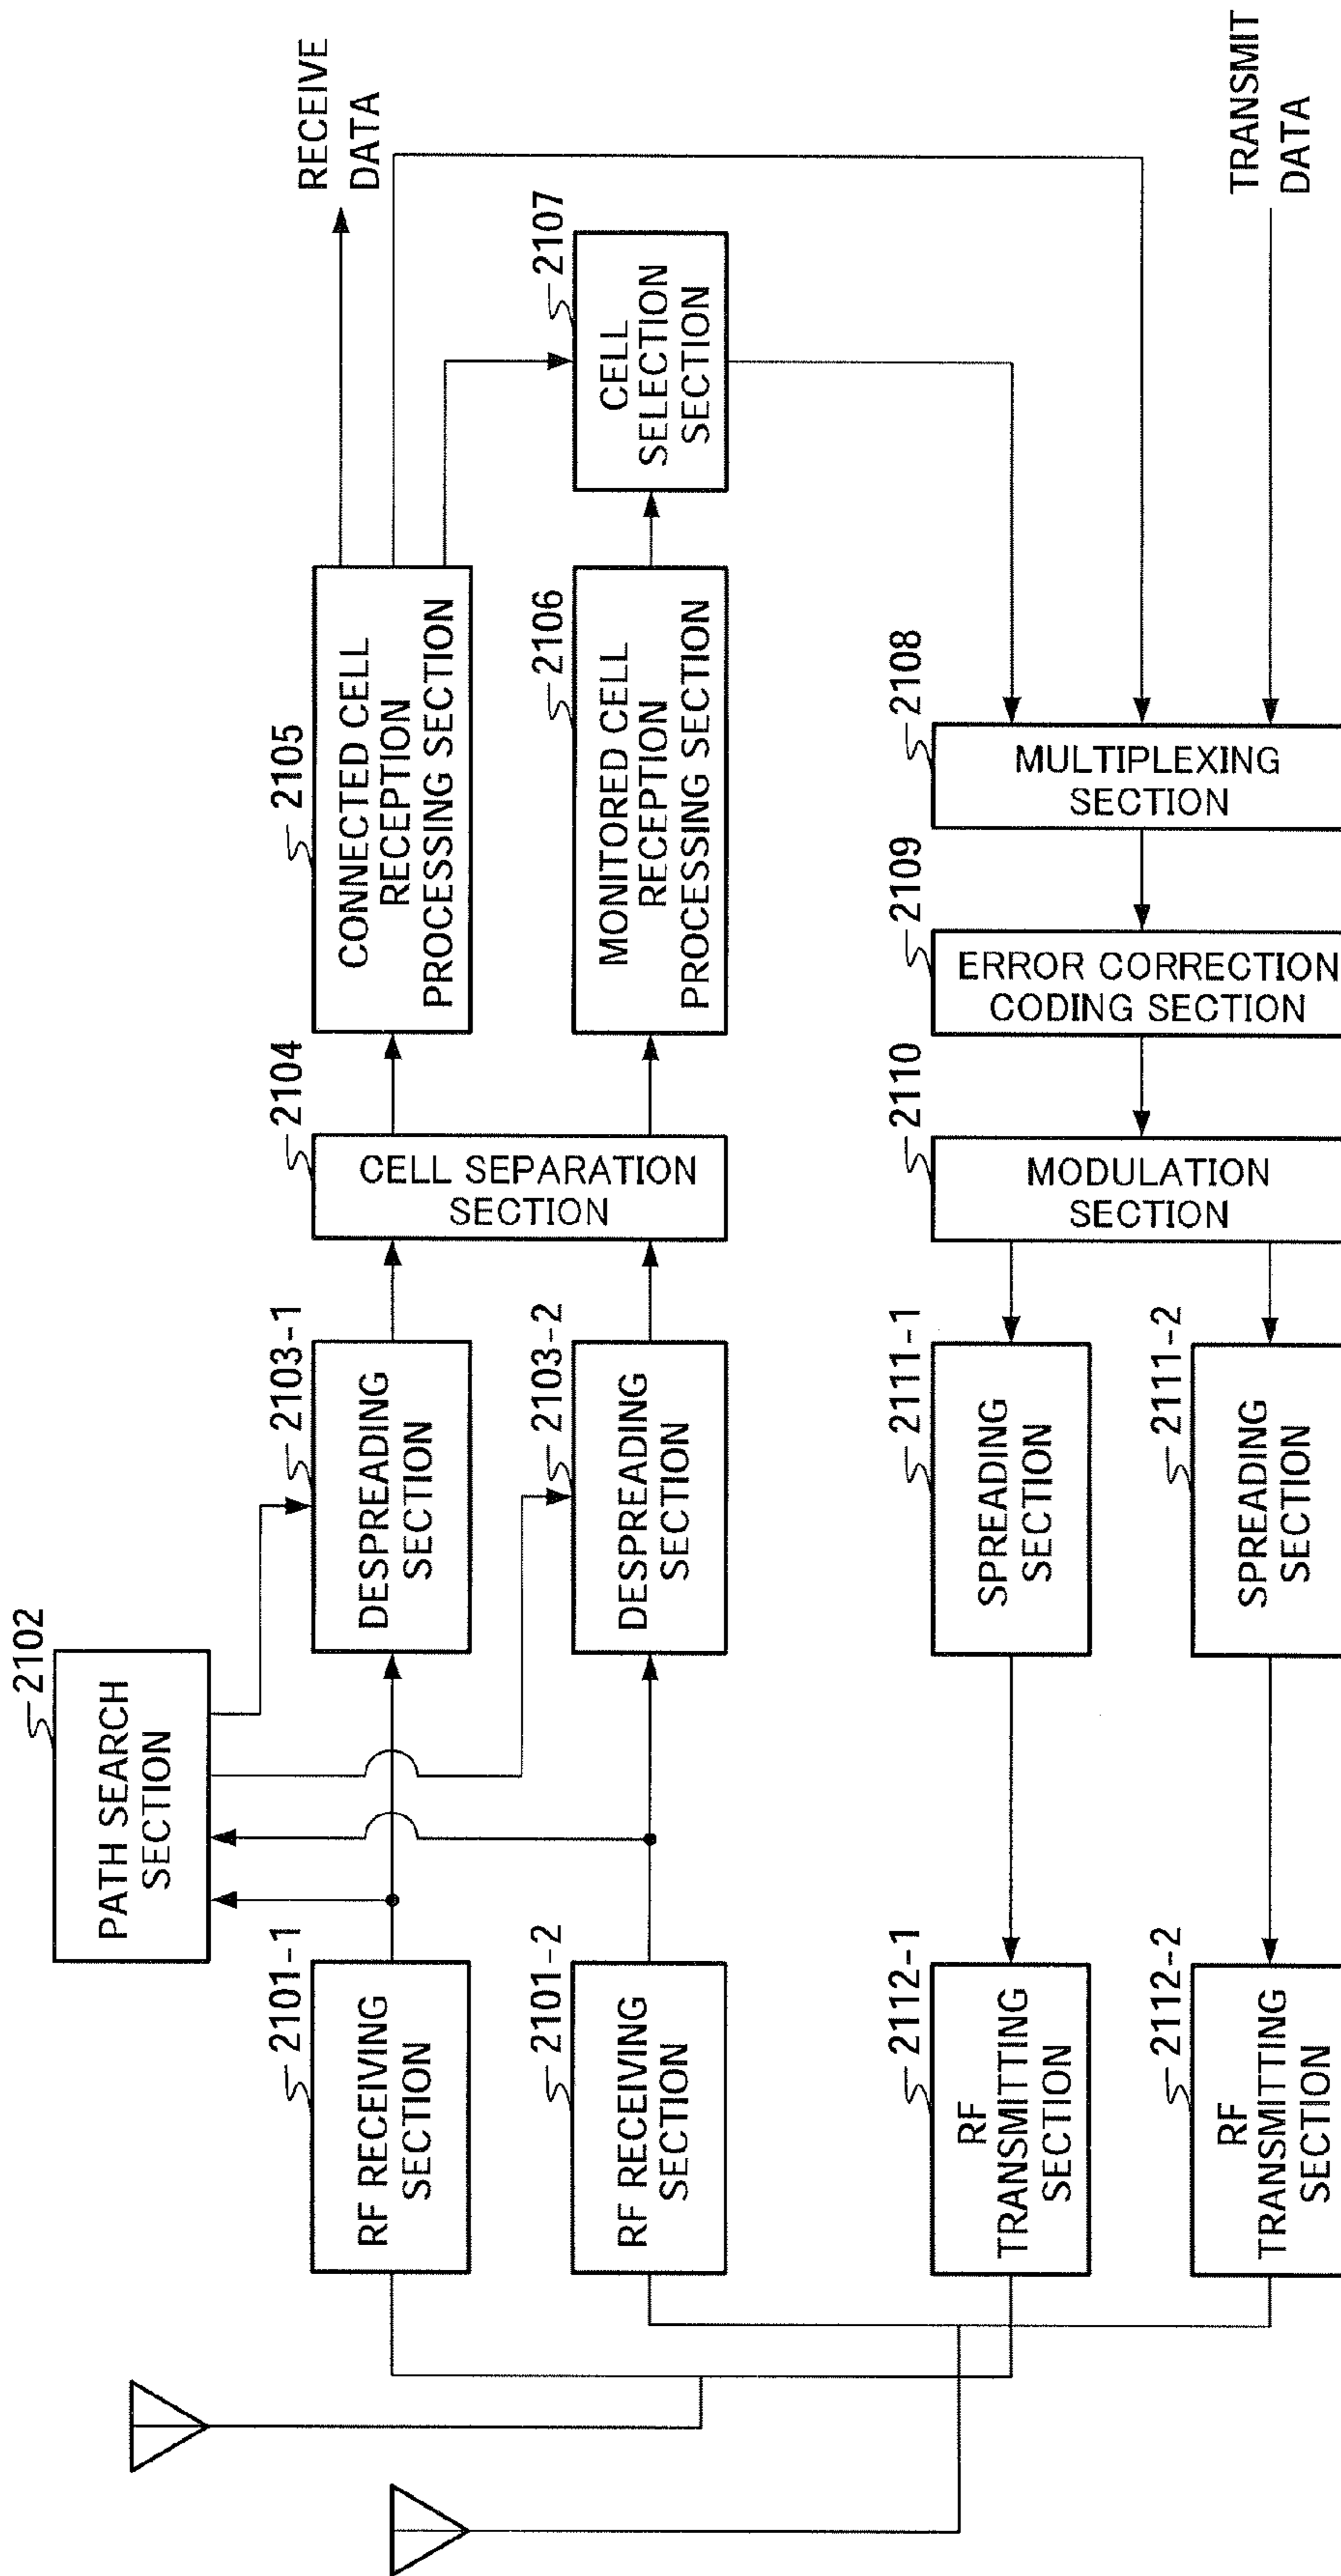 2102
PATH SEARCH
SECTION
2101-1
RF RECEIVING
SECTION
2103-1
DESPREADING
SECTION
2104
CELL SEPARATION
SECTION
2105
CONNECTED CELL
RECEPTION
PROCESSING SECTION
RECEIVE
DATA
2101-2
RF RECEIVING
SECTION
2103-2
DESPREADING
SECTION
2106
MONITORED CELL
RECEPTION
PROCESSING SECTION
2107
CELL
SELECTION
SECTION
2112-1
RF
TRANSMITTING
SECTION
2111-1
SPREADING
SECTION
2110
MODULATION
SECTION
2109
ERROR CORRECTION
CODING SECTION
2108
MULTIPLEXING
SECTION
TRANSMIT
DATA
2112-2
RF
TRANSMITTING
SECTION
2111-2
SPREADING
SECTION